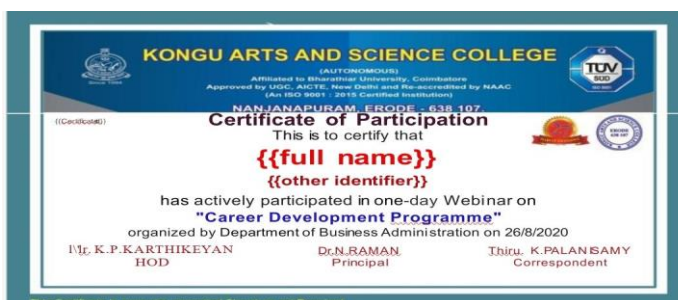 KONGU ARTS AND SCIENCE COLLEGE
(AUTONOMOUS)
Affiliated to Bharathiar University, Coimbatore
Approved by UGC, AICTE, New Delhi and Re-accredited by NAAC
(An ISO 9001 : 2015 Certified Institution)
NANJANAPURAM, ERODE - 638 107.
TUV
SUD
Certificate of Participation
This is to certify that
{{full name}}
{{other identifier}}
has actively participated in one-day Webinar on
"Career Development Programme"
organized by Department of Business Administration on 26/8/2020
K.P.KARTHIKEYAN
HOD
Dr.N.RAMAN
Principal
Thiru. K.PALANISAMY
Correspondent